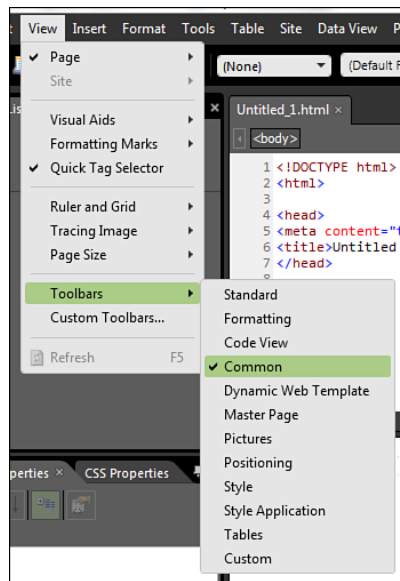 View Insert Format Tools Table Site Data View P
Page
Site
Visual Aids
Formatting Marks
Quick Tag Selector
Ruler and Grid
Tracing Image
Page Size
Toolbars
Custom Toolbars...
Refresh F5
(None) (Default F
Untitled_1.html ×
<body>
1 <!DOCTYPE html>
2 <html>
3
4 <head>
5 <meta content="t
6 <title>Untitled
7 </head>
Standard
Formatting
Code View
Common
Dynamic Web Template
Master Page
Pictures
Positioning
Style
Style Application
Tables
Custom
perties × CSS Properties